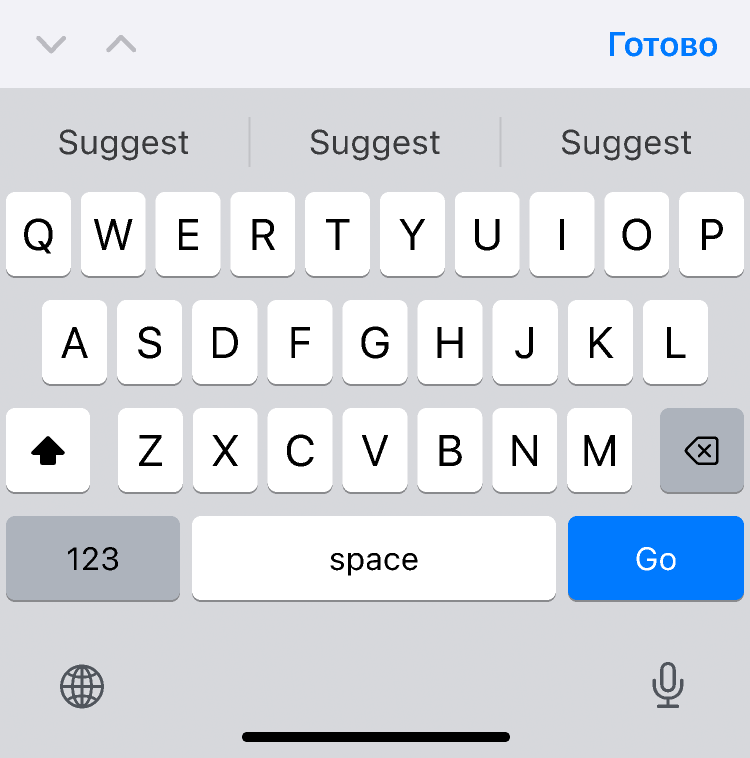 Готово
Suggest Suggest Suggest
Q W E R T Y U I O P
A S D F G H J K L
Z X C V B N M
123 space Go